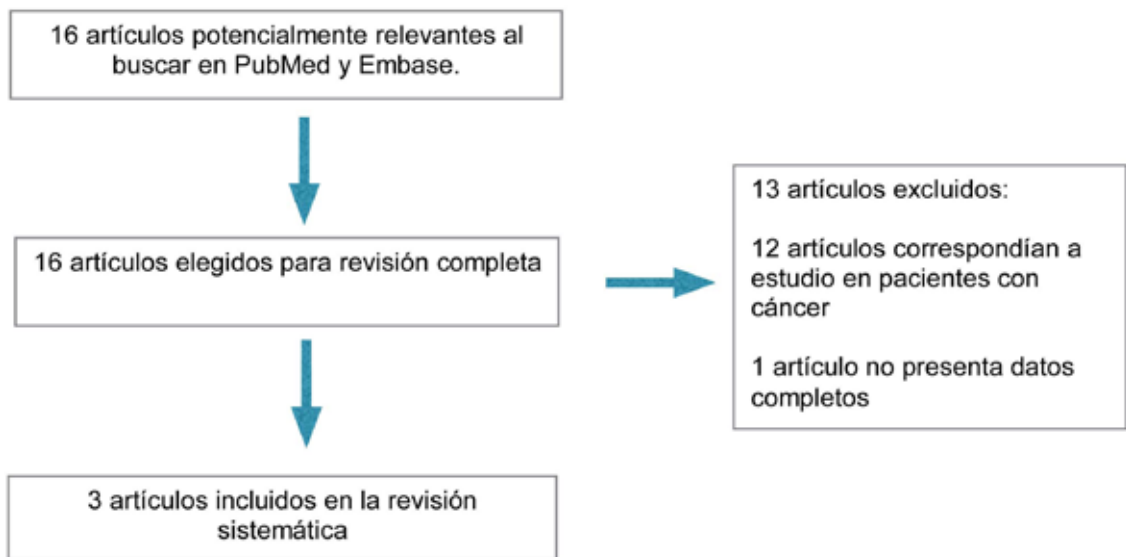 16 artículos potencialmente relevantes al
buscar en PubMed y Embase.
16 artículos elegidos para revisión completa
13 artículos excluidos:
12 artículos correspondían a
estudio en pacientes con
cáncer
1 artículo no presenta datos
completos
3 artículos incluidos en la revisión
sistemática